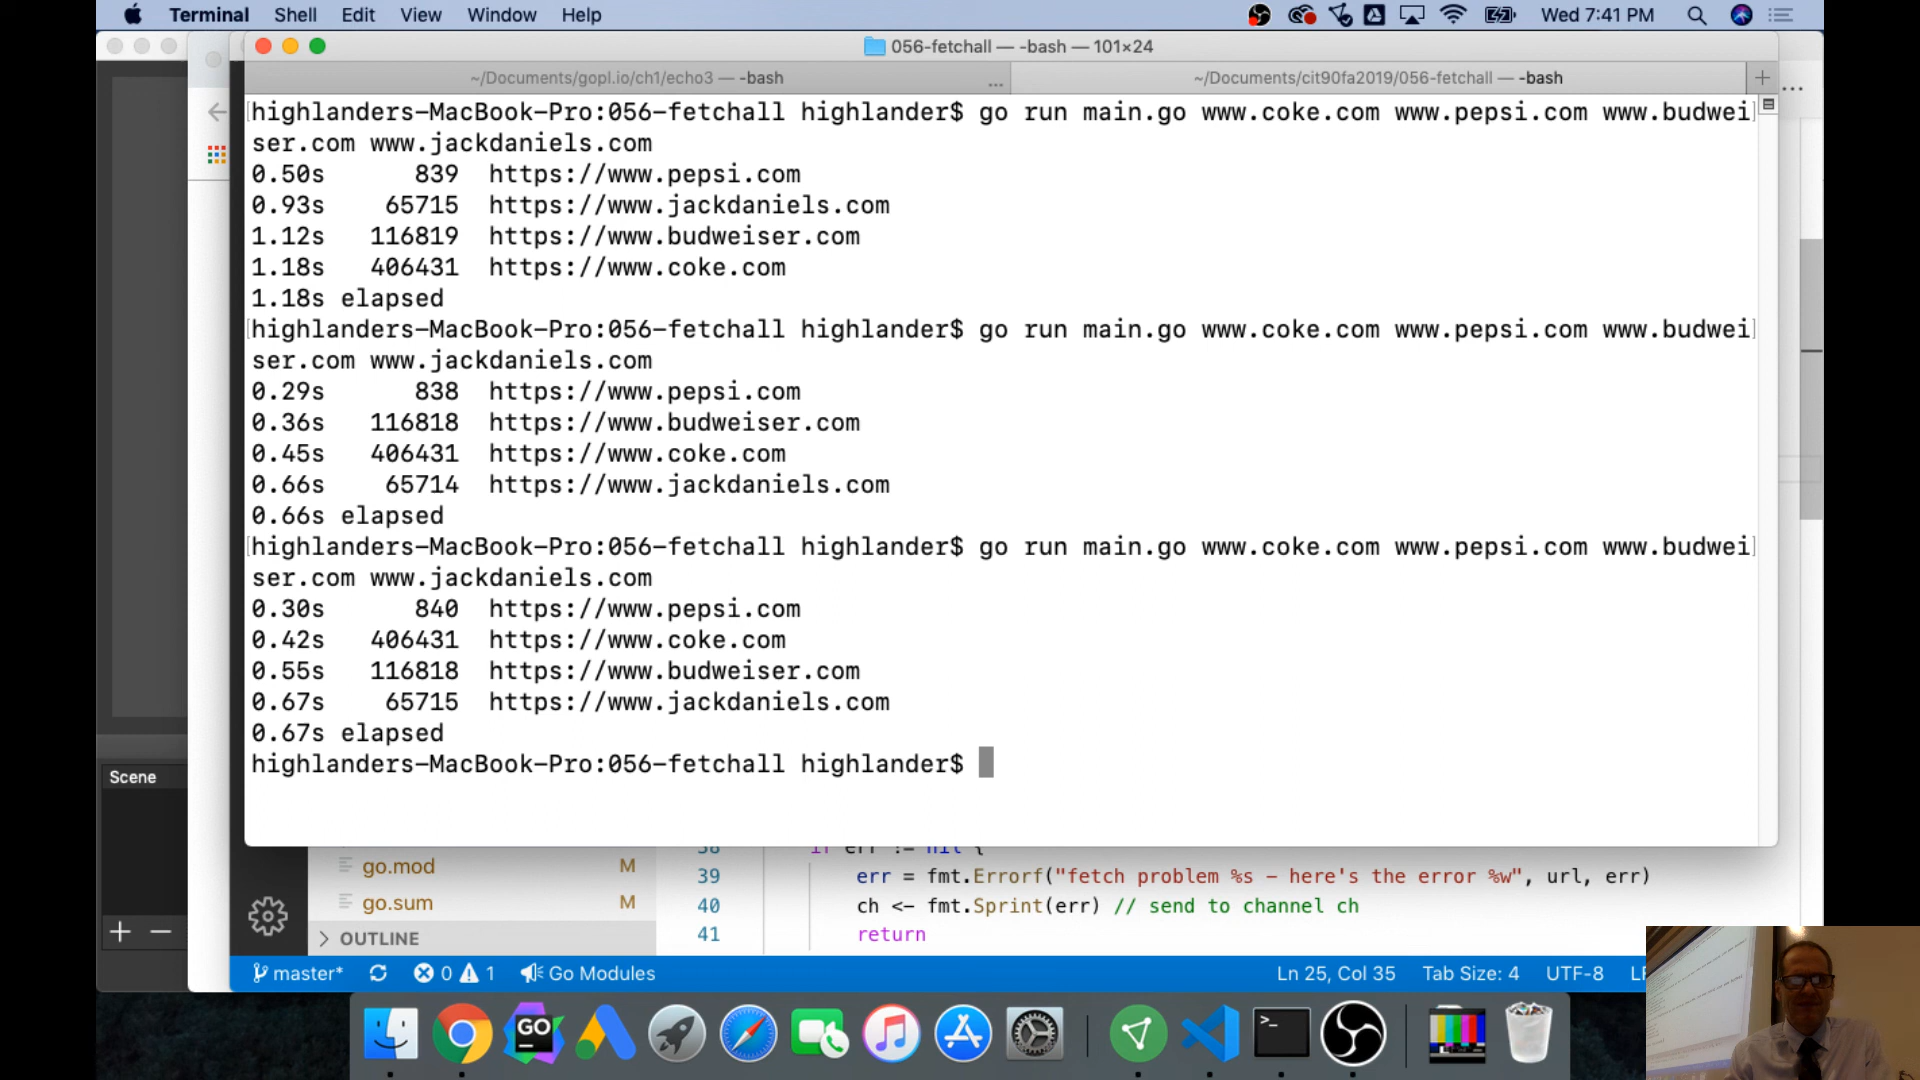 Terminal Shell Edit View Window Help Wed 7:41 PM
056-fetchall — -bash — 101×24
~/Documents/gopl.io/ch1/echo3 — -bash ... ~/Documents/cit90fa2019/056-fetchall — -bash +
highlanders-MacBook-Pro:056-fetchall highlander$ go run main.go www.coke.com www.pepsi.com www.budwei
ser.com www.jackdaniels.com
0.50s 839 https://www.pepsi.com
0.93s 65715 https://www.jackdaniels.com
1.12s 116819 https://www.budweiser.com
1.18s 406431 https://www.coke.com
1.18s elapsed
highlanders-MacBook-Pro:056-fetchall highlander$ go run main.go www.coke.com www.pepsi.com www.budwei
ser.com www.jackdaniels.com
0.29s 838 https://www.pepsi.com
0.36s 116818 https://www.budweiser.com
0.45s 406431 https://www.coke.com
0.66s 65714 https://www.jackdaniels.com
0.66s elapsed
highlanders-MacBook-Pro:056-fetchall highlander$ go run main.go www.coke.com www.pepsi.com www.budwei
ser.com www.jackdaniels.com
0.30s 840 https://www.pepsi.com
0.42s 406431 https://www.coke.com
0.55s 116818 https://www.budweiser.com
0.67s 65715 https://www.jackdaniels.com
0.67s elapsed
highlanders-MacBook-Pro:056-fetchall highlander$
Scene
38 if err != nil {
go.mod M
39 err = fmt.Errorf("fetch problem %s - here's the error %w", url, err)
go.sum M
40 ch <- fmt.Sprint(err) // send to channel ch
OUTLINE
41 return
master* 0 1 Go Modules Ln 25, Col 35 Tab Size: 4 UTF-8
GO